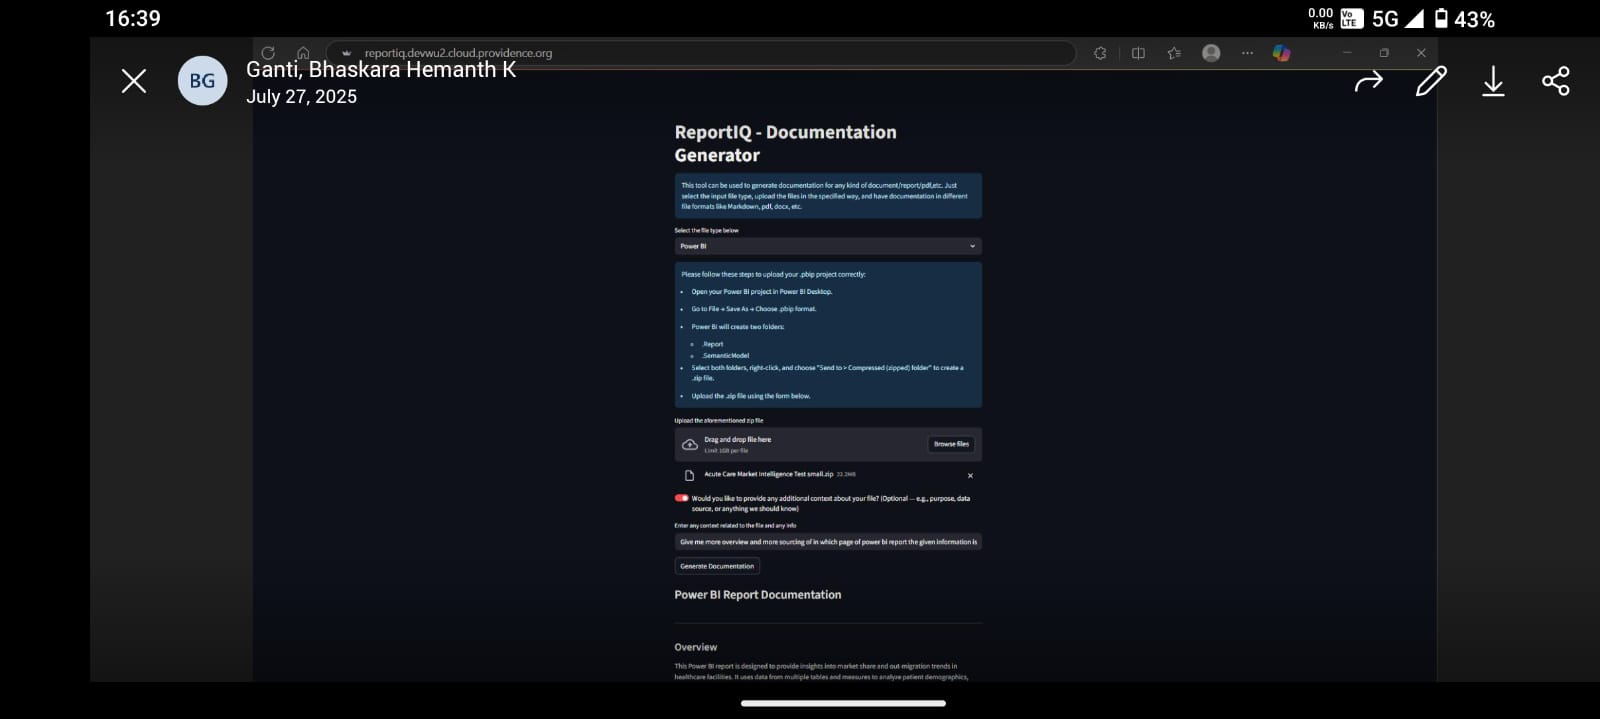 16:39
0.00 KB/s Vo LTE 5G 43%
reportiq.devwu2.cloud.providence.org
BG
Ganti, Bhaskara Hemanth K
July 27, 2025
ReportIQ - Documentation
Generator
This tool can be used to generate documentation for any kind of document/report/pdf,etc. Just
select the input file type, upload the files in the specified way, and have documentation in different
file formats like Markdown, pdf, docx, etc.
Select the file type below
Power BI
Please follow these steps to upload your .pbip project correctly:
• Open your Power BI project in Power BI Desktop.
• Go to File → Save As → Choose .pbip format.
• Power BI will create two folders:
◦ .Report
◦ .SemanticModel
• Select both folders, right-click, and choose "Send to > Compressed (zipped) folder" to create a
.zip file.
• Upload the .zip file using the form below.
Upload the aforementioned zip file
Drag and drop file here
Limit 1GB per file
Browse files
Acute Care Market Intelligence Test small.zip 22.2MB
Would you like to provide any additional context about your file? (Optional — e.g., purpose, data
source, or anything we should know)
Enter any context related to the file and any info
Give me more overview and more sourcing of in which page of power bi report the given information is
Generate Documentation
Power BI Report Documentation
Overview
This Power BI report is designed to provide insights into market share and out-migration trends in
healthcare facilities. It uses data from multiple tables and measures to analyze patient demographics,